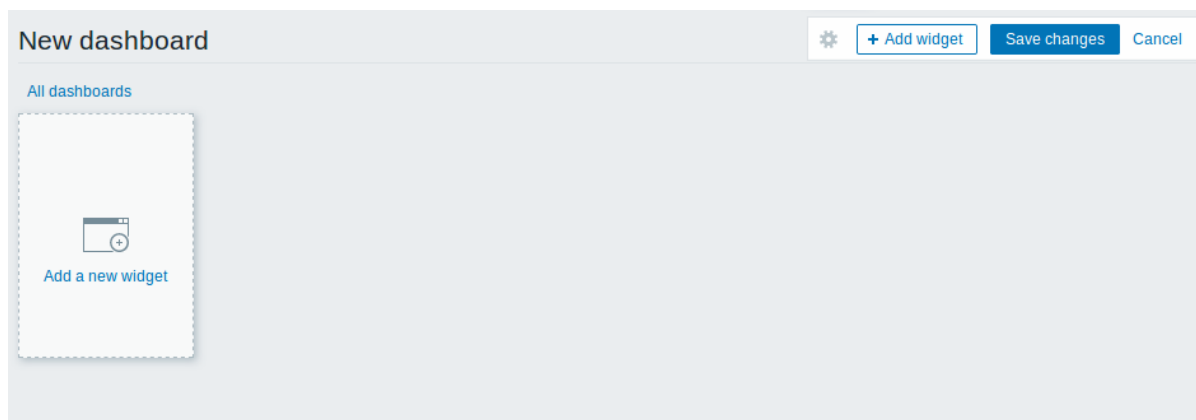 New dashboard
+ Add widget
Save changes
Cancel
All dashboards
Add a new widget